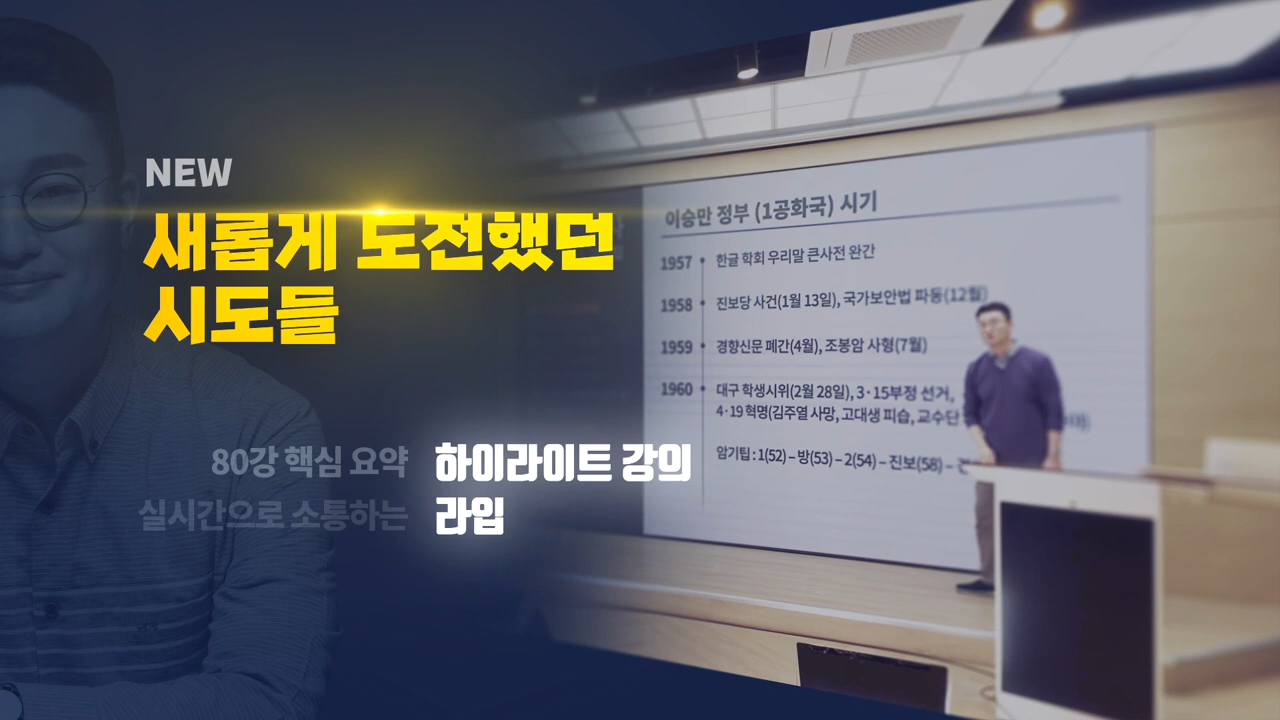 NEW
새롭게 도전했던
시도들
80강 핵심 요약 하이라이트 강의
실시간으로 소통하는 라입
이승만 정부 (1공화국) 시기
1957 한글 학회 우리말 큰사전 완간
1958 진보당 사건(1월 13일), 국가보안법 파동(12월)
1959 경향신문 폐간(4월), 조봉암 사형(7월)
1960 대구 학생시위(2월 28일), 3·15부정 선거,
4·19 혁명(김주열 사망, 고대생 피습, 교수단
암기팁 : 1(52) – 방(53) – 2(54) – 진보(58) –